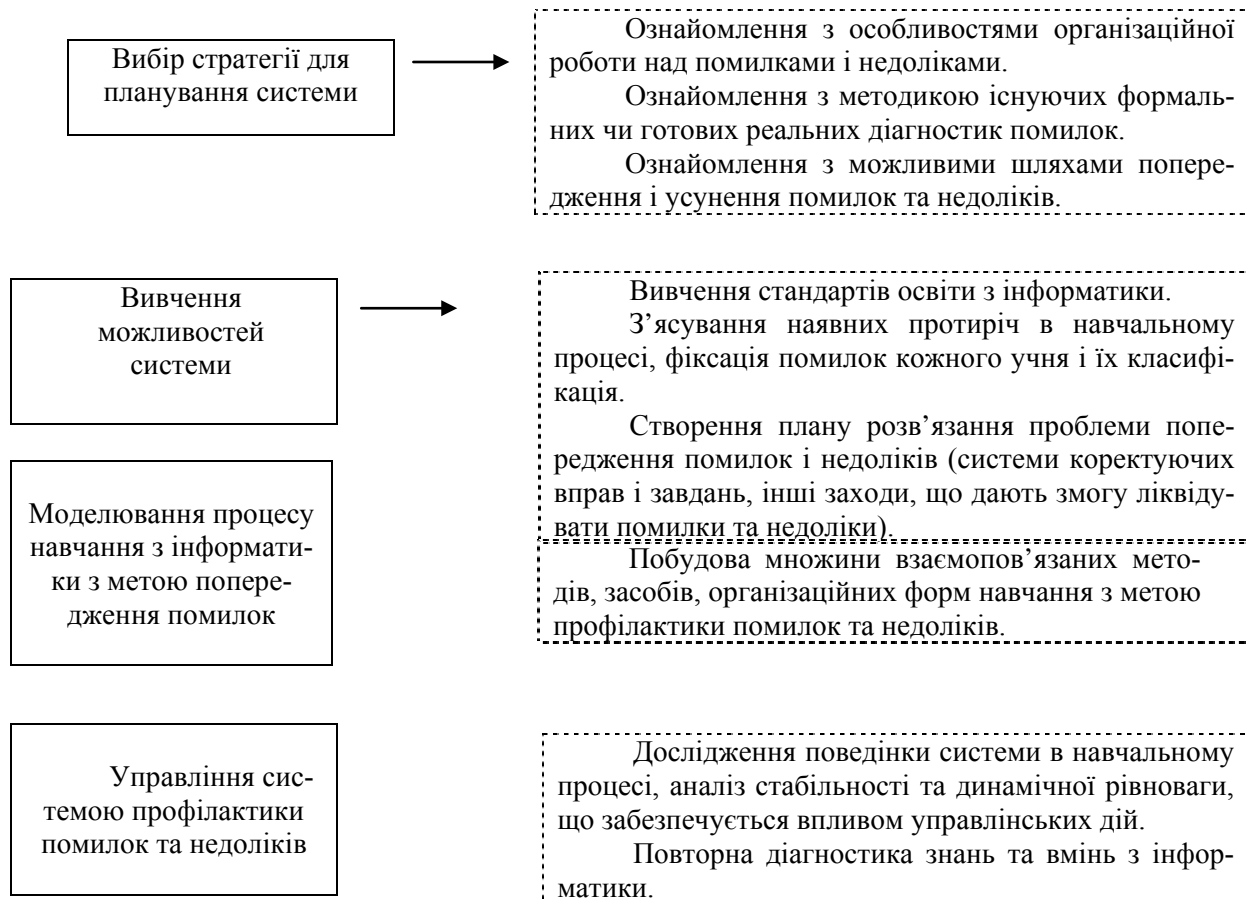 Вибір стратегії для
планування системи
Ознайомлення з особливостями організаційної
роботи над помилками і недоліками.
Ознайомлення з методикою існуючих формаль-
них чи готових реальних діагностик помилок.
Ознайомлення з можливими шляхами попере-
дження і усунення помилок та недоліків.
Вивчення
можливостей
системи
Вивчення стандартів освіти з інформатики.
З’ясування наявних протиріч в навчальному
процесі, фіксація помилок кожного учня і їх класифі-
кація.
Створення плану розв’язання проблеми попе-
редження помилок і недоліків (системи коректуючих
вправ і завдань, інші заходи, що дають змогу ліквіду-
вати помилки та недоліки).
Моделювання процесу
навчання з інформати-
ки з метою попере-
дження помилок
Побудова множини взаємопов’язаних мето-
дів, засобів, організаційних форм навчання з метою
профілактики помилок та недоліків.
Управління сис-
темою профілактики
помилок та недоліків
Дослідження поведінки системи в навчальному
процесі, аналіз стабільності та динамічної рівноваги,
що забезпечується впливом управлінських дій.
Повторна діагностика знань та вмінь з інфор-
матики.